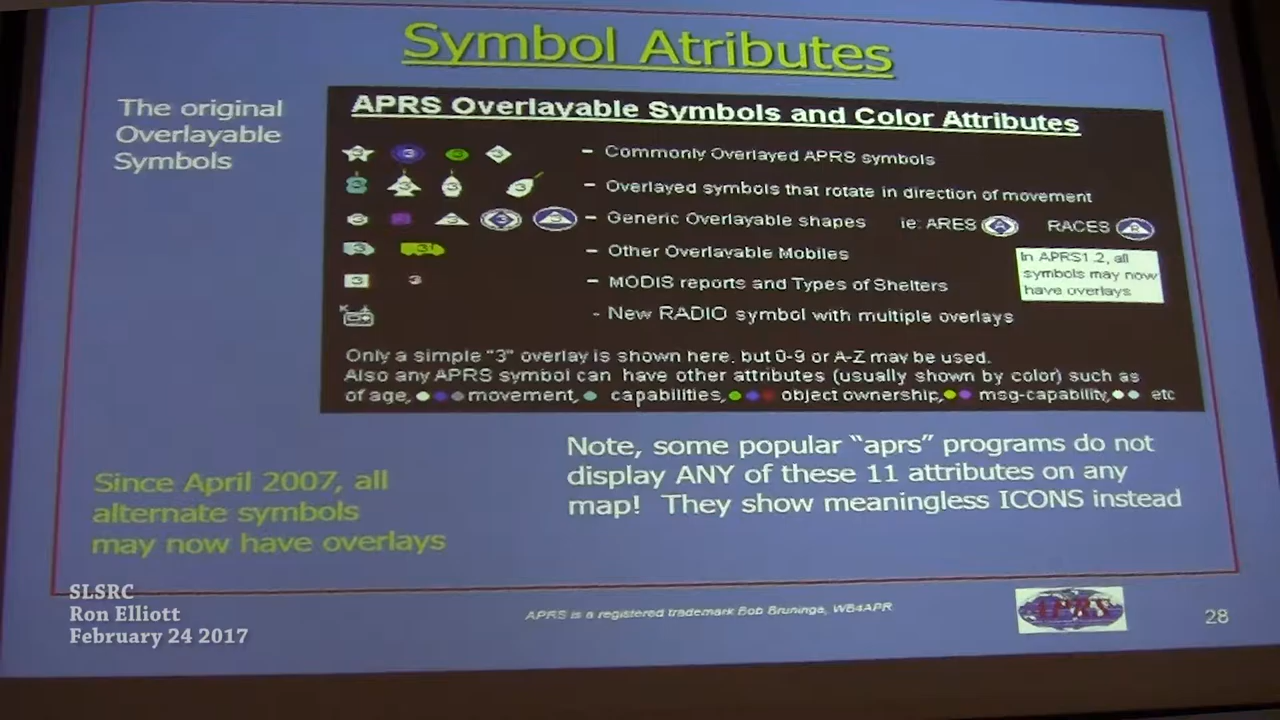 Symbol Atributes
The original
Overlayable
Symbols
APRS Overlayable Symbols and Color Attributes
- Commonly Overlayed APRS symbols
- Overlayed symbols that rotate in direction of movement
- Generic Overlayable shapes ie: ARES A RACES R
- Other Overlayable Mobiles
- MODIS reports and Types of Shelters
- New RADIO symbol with multiple overlays
In APRS1.2, all
symbols may now
have overlays
Only a simple "3" overlay is shown here, but 0-9 or A-Z may be used.
Also any APRS symbol can have other attributes (usually shown by color) such as
of age, movement, capabilities, object ownership, msg-capability, etc
Note, some popular "aprs" programs do not
display ANY of these 11 attributes on any
map! They show meaningless ICONS instead
Since April 2007, all
alternate symbols
may now have overlays
SLSRC
Ron Elliott
February 24 2017
APRS is a registered trademark Bob Bruninga, WB4APR
APRS
28